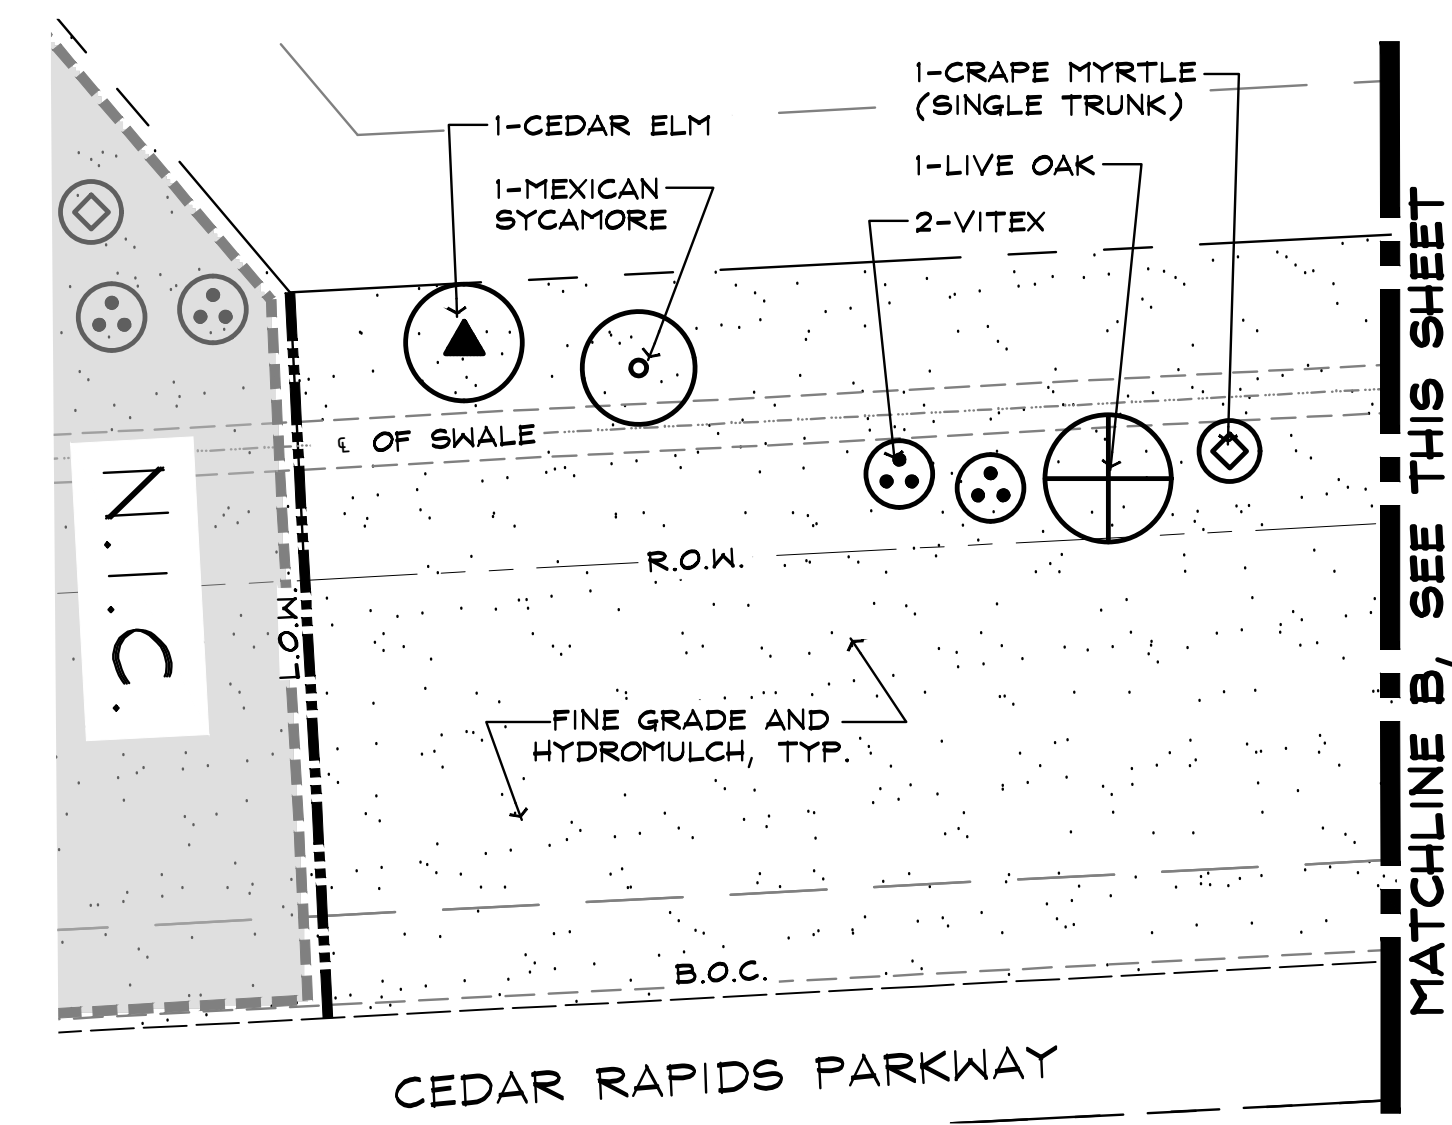 1-CRAPE MYRTLE
(SINGLE TRUNK)
1-CEDAR ELM
1-LIVE OAK
1-MEXICAN
SYCAMORE
2-VITEX
℄ OF SWALE
N.I.C.
R.O.W.
L.O.W.
FINE GRADE AND
HYDROMULCH, TYP.
B.O.C.
CEDAR RAPIDS PARKWAY
MATCHLINE B, SEE THIS SHEET